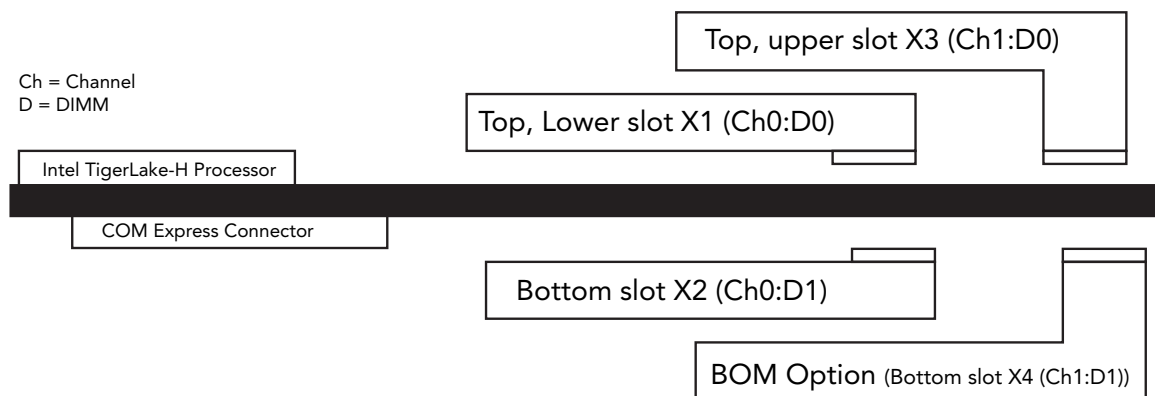 Top, upper slot X3 (Ch1:D0)
Ch = Channel
D = DIMM
Top, Lower slot X1 (Ch0:D0)
Intel TigerLake-H Processor
COM Express Connector
Bottom slot X2 (Ch0:D1)
BOM Option (Bottom slot X4 (Ch1:D1))